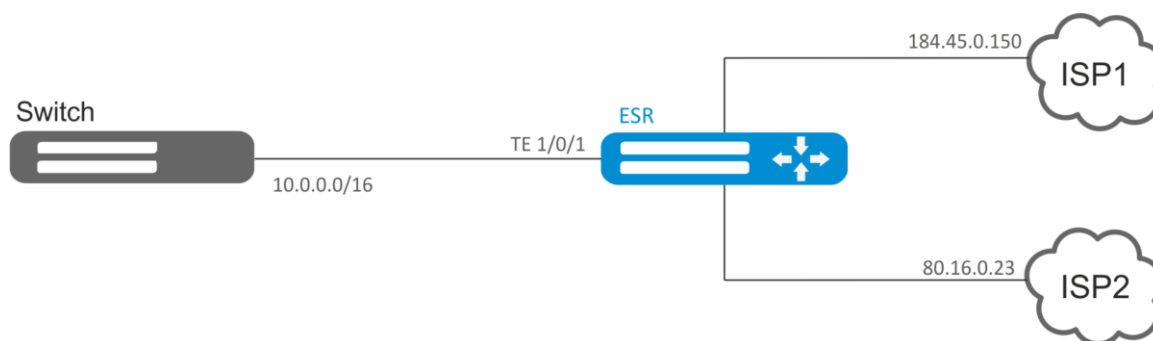 184.45.0.150
ISP1
Switch
ESR
TE 1/0/1
10.0.0.0/16
80.16.0.23
ISP2